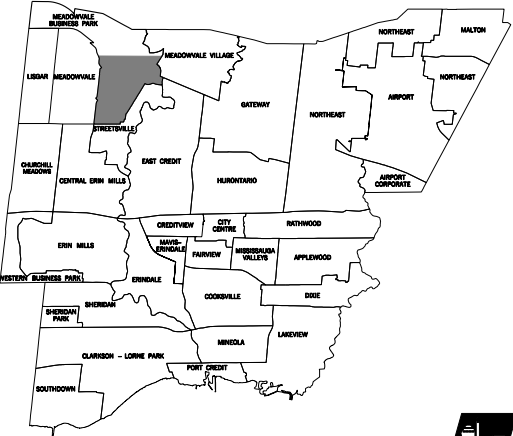 MEADOWVALE
BUSINESS PARK
NORTHEAST
MALTON
MEADOWVALE VILLAGE
LISGAR
MEADOWVALE
NORTHEAST
AIRPORT
GATEWAY
NORTHEAST
STREETSVILLE
EAST CREDIT
CHURCHILL
MEADOWS
CENTRAL ERIN MILLS
HURONTARIO
AIRPORT
CORPORATE
CREDITVIEW
CITY
CENTRE
RATHWOOD
ERIN MILLS
MAVIS-
ERINDALE
FAIRVIEW
MISSISSAUGA
VALLEYS
APPLEWOOD
WESTERN BUSINESS PARK
ERINDALE
COOKSVILLE
DIXIE
SHERIDAN
SHERIDAN
PARK
LAKEVIEW
MINEOLA
CLARKSON - LORNE PARK
PORT CREDIT
SOUTHDOWN